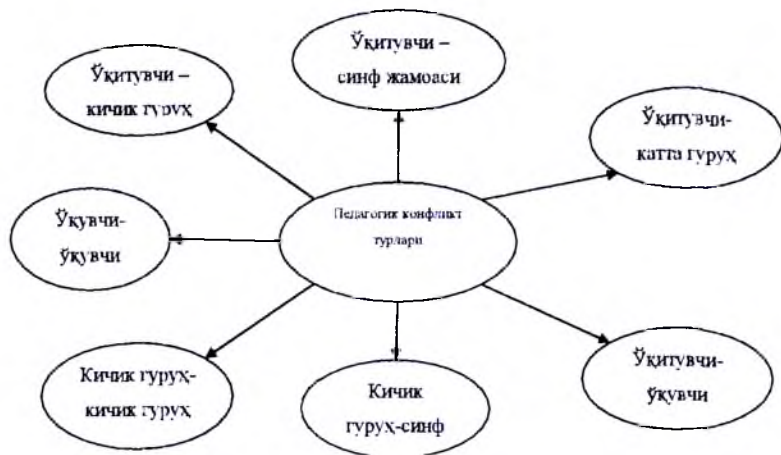 Ўқитувчи –
синф жамоаси
Ўқитувчи –
кичик гуруҳ
Ўқитувчи-
катта гуруҳ
Педагогик конфликт
турлари
Ўқувчи-
ўқувчи
Кичик гуруҳ-
кичик гуруҳ
Кичик
гуруҳ-синф
Ўқитувчи-
ўқувчи